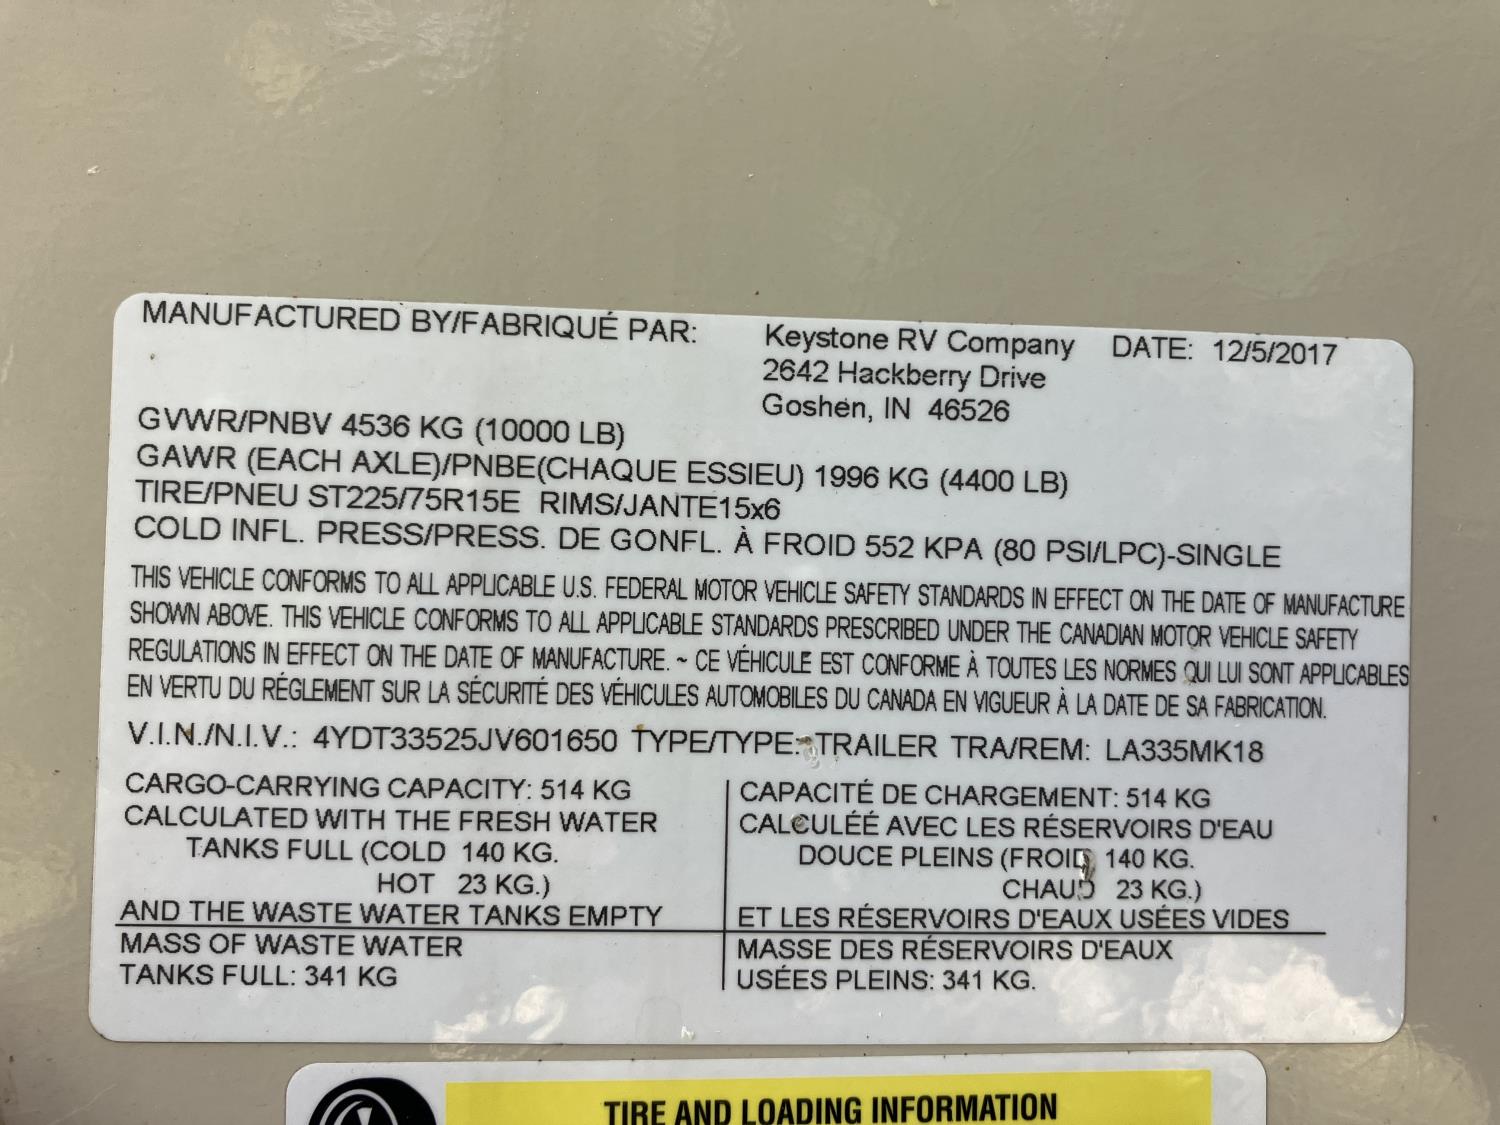 MANUFACTURED BY/FABRIQUÉ PAR: Keystone RV Company DATE: 12/5/2017
2642 Hackberry Drive
Goshen, IN 46526
GVWR/PNBV 4536 KG (10000 LB)
GAWR (EACH AXLE)/PNBE(CHAQUE ESSIEU) 1996 KG (4400 LB)
TIRE/PNEU ST225/75R15E RIMS/JANTE15x6
COLD INFL. PRESS/PRESS. DE GONFL. À FROID 552 KPA (80 PSI/LPC)-SINGLE
THIS VEHICLE CONFORMS TO ALL APPLICABLE U.S. FEDERAL MOTOR VEHICLE SAFETY STANDARDS IN EFFECT ON THE DATE OF MANUFACTURE
SHOWN ABOVE. THIS VEHICLE CONFORMS TO ALL APPLICABLE STANDARDS PRESCRIBED UNDER THE CANADIAN MOTOR VEHICLE SAFETY
REGULATIONS IN EFFECT ON THE DATE OF MANUFACTURE. ~ CE VÉHICULE EST CONFORME À TOUTES LES NORMES QUI LUI SONT APPLICABLES
EN VERTU DU RÉGLEMENT SUR LA SÉCURITÉ DES VÉHICULES AUTOMOBILES DU CANADA EN VIGUEUR À LA DATE DE SA FABRICATION.
V.I.N./N.I.V.: 4YDT33525JV601650 TYPE/TYPE: TRAILER TRA/REM: LA335MK18
CARGO-CARRYING CAPACITY: 514 KG
CALCULATED WITH THE FRESH WATER
TANKS FULL (COLD 140 KG.
HOT 23 KG.)
AND THE WASTE WATER TANKS EMPTY
MASS OF WASTE WATER
TANKS FULL: 341 KG
CAPACITÉ DE CHARGEMENT: 514 KG
CALCULÉÉ AVEC LES RÉSERVOIRS D'EAU
DOUCE PLEINS (FROID 140 KG.
CHAUD 23 KG.)
ET LES RÉSERVOIRS D'EAUX USÉES VIDES
MASSE DES RÉSERVOIRS D'EAUX
USÉES PLEINS: 341 KG.
TIRE AND LOADING INFORMATION